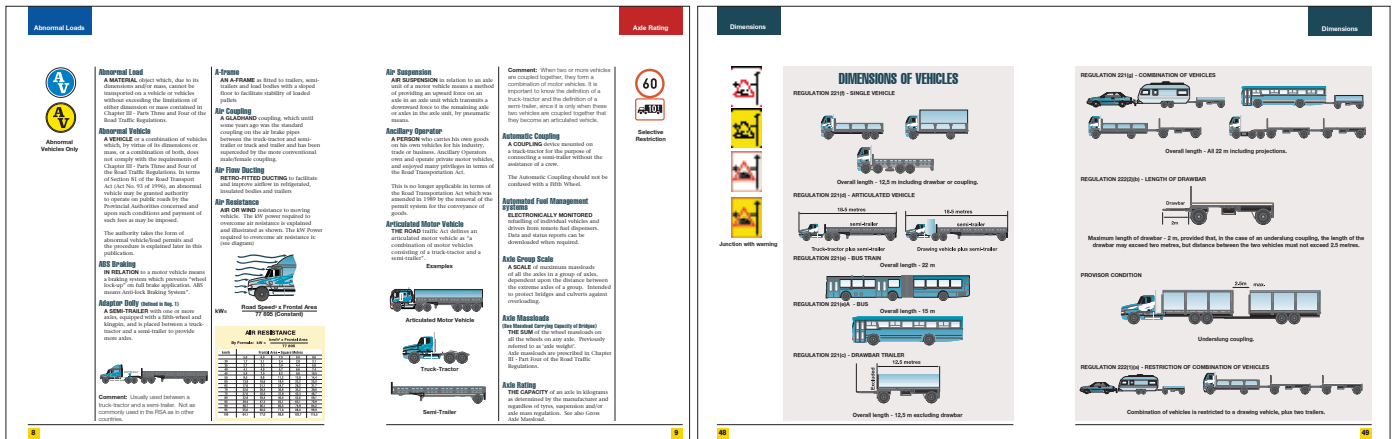 Abnormal Loads
AV
AV
Abnormal
Vehicles Only
Abnormal Load
A MATERIAL object which, due to its
dimensions and/or mass, cannot be
transported on a vehicle or vehicles
without exceeding the limitations of
either dimension or mass contained in
Chapter III - Parts Three and Four of the
Road Traffic Regulations.
Abnormal Vehicle
A VEHICLE or a combination of vehicles
which, by virtue of its dimensions or
mass, or a combination of both, does
not comply with the requirements of
Chapter III - Parts Three and Four of
the Road Traffic Regulations. In terms
of Section 81 of the Road Transport
Act (Act No. 93 of 1996), an abnormal
vehicle may be granted authority
to operate on public roads by the
Provincial Authorities concerned and
upon such conditions and payment of
such fees as may be imposed.
The authority takes the form of
abnormal vehicle/load permits and
the procedure is explained later in this
publication.
ABS Braking
IN RELATION to a motor vehicle means
a braking system which prevents "wheel
lock-up" on full brake application. ABS
means Anti-lock Braking System".
Adaptor Dolly (Defined in Reg. 1)
A SEMI-TRAILER with one or more
axles, equipped with a fifth-wheel and
kingpin, and is placed between a truck-
tractor and a semi-trailer to provide
more axles.
Comment: Usually used between a
truck-tractor and a semi-trailer. Not as
commonly used in the RSA as in other
countries.
A-frame
AN A-FRAME as fitted to trailers, semi-
trailers and load bodies with a sloped
floor to facilitate stability of loaded
pallets
Air Coupling
A GLADHAND coupling, which until
some years ago was the standard
coupling on the air brake pipes
between the truck-tractor and semi-
trailer or truck and trailer and has been
superceded by the more conventional
male/female coupling.
Air Flow Ducting
RETRO-FITTED DUCTING to facilitate
and improve airflow in refrigerated,
insulated bodies and trailers
Air Resistance
AIR OR WIND resistance to moving
vehicle. The kW power required to
overcome air resistance is explained
and illustrated as shown. The kW Power
required to overcome air resistance is:
(see diagram)
kW= Road Speed³ x Frontal Area
77 895 (Constant)
AIR RESISTANCE
By Formula: kW = km/h³ x Frontal Area
77 895
km/h Frontal Area • Square Metres
8
Axle Rating
Air Suspension
AIR SUSPENSION in relation to an axle
unit of a motor vehicle means a method
of providing an upward force on an
axle in an axle unit which transmits a
downward force to the remaining axle
or axles in the axle unit, by pneumatic
means.
Ancillary Operator
A PERSON who carries his own goods
on his own vehicles for his industry,
trade or business. Ancillary Operators
own and operate private motor vehicles,
and enjoyed many privileges in terms of
the Road Transportation Act.
This is no longer applicable in terms of
the Road Transportation Act which was
amended in 1989 by the removal of the
permit system for the conveyance of
goods.
Articulated Motor Vehicle
THE ROAD traffic Act defines an
articulated motor vehicle as "a
combination of motor vehicles
consisting of a truck-tractor and a
semi-trailer".
Examples
Articulated Motor Vehicle
Truck-Tractor
Semi-Trailer
Comment: When two or more vehicles
are coupled together, they form a
combination of motor vehicles. It is
important to know the definition of a
truck-tractor and the definition of a
semi-trailer, since it is only when these
two vehicles are coupled together that
they become an articulated vehicle.
Automatic Coupling
A COUPLING device mounted on
a truck-tractor for the purpose of
connecting a semi-trailer without the
assistance of a crew.
The Automatic Coupling should not be
confused with a Fifth Wheel.
Automated Fuel Management
systems
ELECTRONICALLY MONITORED
refuelling of individual vehicles and
drivers from remote fuel dispensers.
Data and status reports can be
downloaded when required.
Axle Group Scale
A SCALE of maximum massloads
of all the axles in a group of axles,
dependent upon the distance between
the extreme axles of a group. Intended
to protect bridges and culverts against
overloading.
Axle Massloads
(See Massload Carrying Capacity of Bridges)
THE SUM of the wheel massloads on
all the wheels on any axle. Previously
referred to as 'axle weight'.
Axle massloads are prescribed in Chapter
III - Part Four of the Road Traffic
Regulations.
Axle Rating
THE CAPACITY of an axle in kilograms
as determined by the manufacturer and
regardless of tyres, suspension and/or
axle mass regulation. See also Gross
Axle Massload.
60
10t
Selective
Restriction
9
Dimensions
Junction with warning
DIMENSIONS OF VEHICLES
REGULATION 221(f) - SINGLE VEHICLE
Overall length - 12,5 m including drawbar or coupling.
REGULATION 221(d) - ARTICULATED VEHICLE
18-5 metres
semi-trailer
Truck-tractor plus semi-trailer
18-5 metres
semi-trailer
Drawing vehicle plus semi-trailer
REGULATION 221(e) - BUS TRAIN
Overall length - 22 m
REGULATION 221(e)A - BUS
Overall length - 15 m
REGULATION 221(c) - DRAWBAR TRAILER
12.5 metres
Excluded
Overall length - 12,5 m excluding drawbar
48
Dimensions
REGULATION 221(g) - COMBINATION OF VEHICLES
Overall length - All 22 m including projections.
REGULATION 222(2)(b) - LENGTH OF DRAWBAR
Drawbar
2m
Maximum length of drawbar - 2 m, provided that, in the case of an underslung coupling, the length of the
drawbar may exceed two metres, but distance between the two vehicles must not exceed 2.5 metres.
PROVISOR CONDITION
2-5m max.
Underslung coupling.
REGULATION 222(1)(a) - RESTRICTION OF COMBINATION OF VEHICLES
Combination of vehicles is restricted to a drawing vehicle, plus two trailers.
49